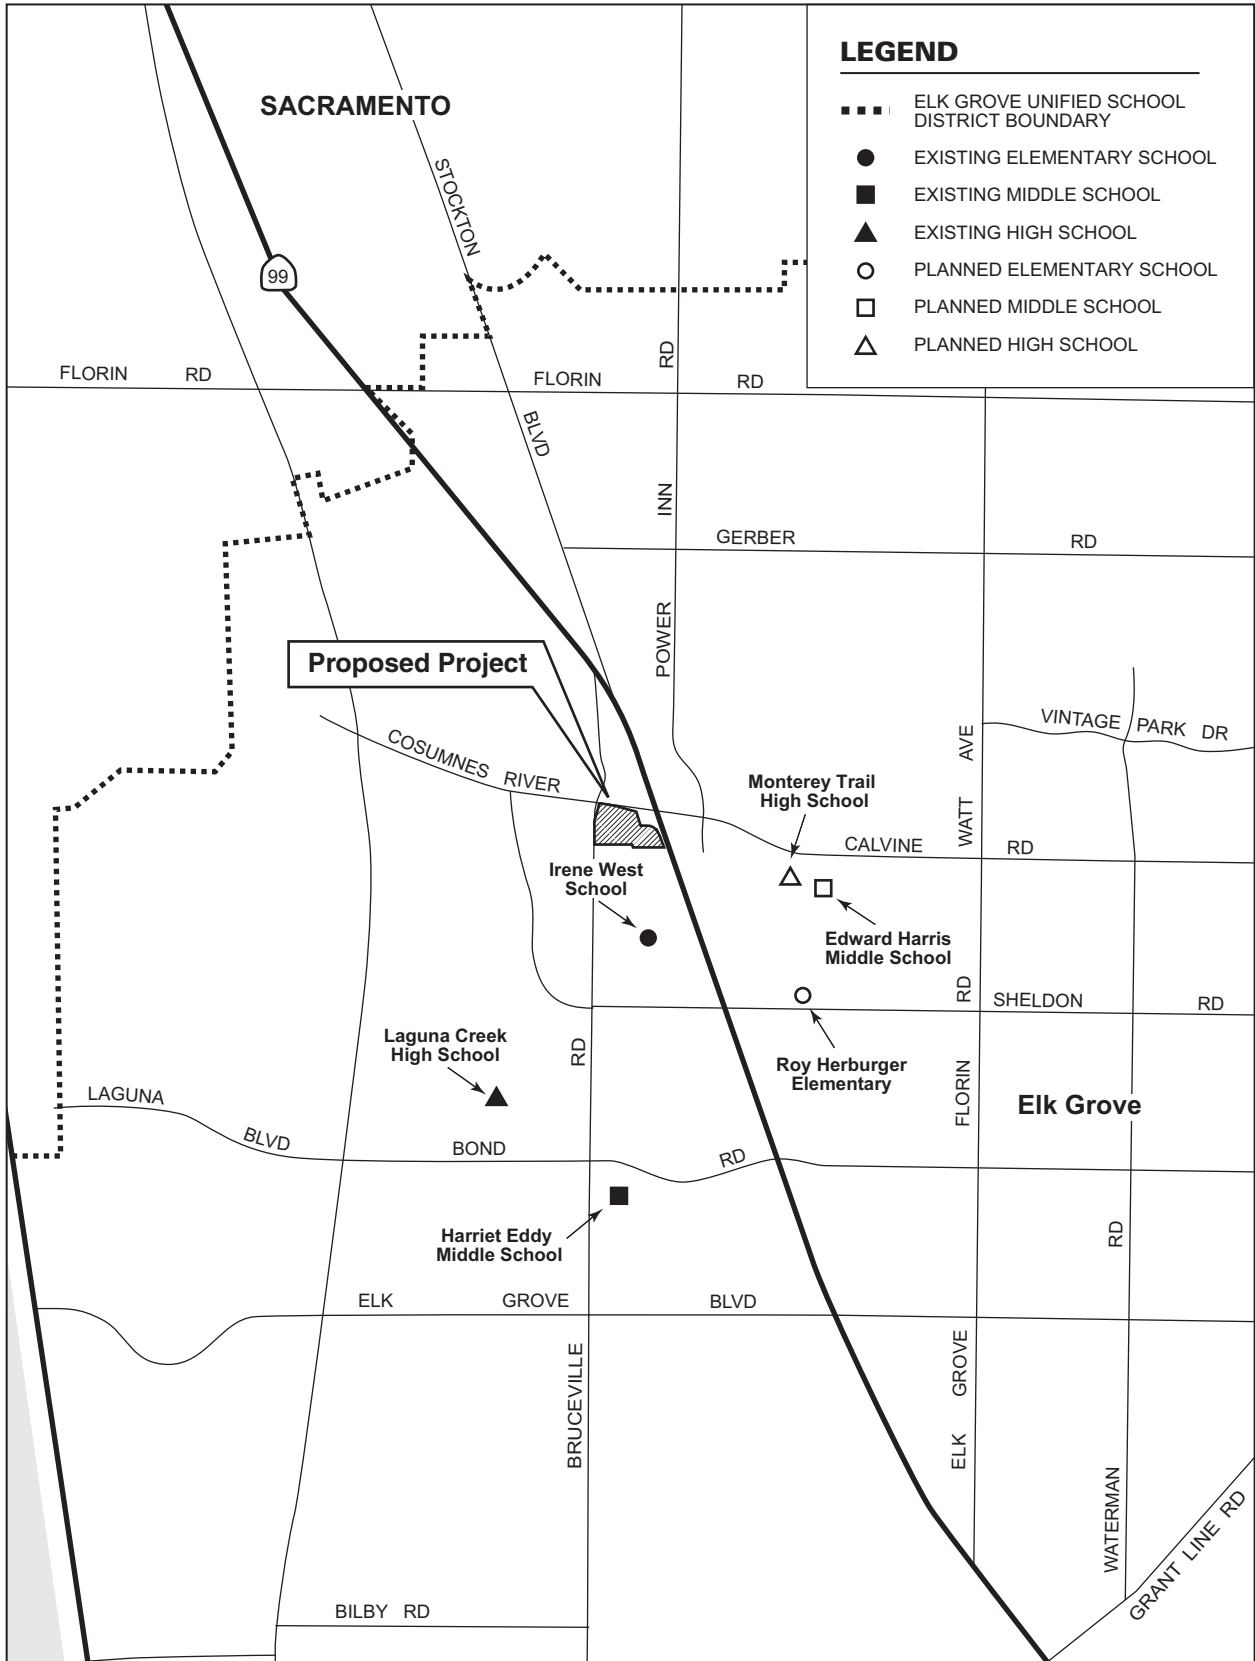 LEGEND
ELK GROVE UNIFIED SCHOOL
DISTRICT BOUNDARY
EXISTING ELEMENTARY SCHOOL
EXISTING MIDDLE SCHOOL
EXISTING HIGH SCHOOL
PLANNED ELEMENTARY SCHOOL
PLANNED MIDDLE SCHOOL
PLANNED HIGH SCHOOL
SACRAMENTO
STOCKTON
BLVD
99
FLORIN RD
FLORIN RD
POWER INN RD
GERBER RD
Proposed Project
COSUMNES RIVER
VINTAGE PARK DR
Monterey Trail
High School
CALVINE RD
Irene West
School
Edward Harris
Middle School
SHELDON RD
Laguna Creek
High School
Roy Herburger
Elementary
Elk Grove
LAGUNA
BLVD
BOND
RD
Harriet Eddy
Middle School
ELK GROVE BLVD
BRUCEVILLE RD
ELK GROVE FLORIN RD
WATT AVE
WATERMAN RD
GRANT LINE RD
BILBY RD